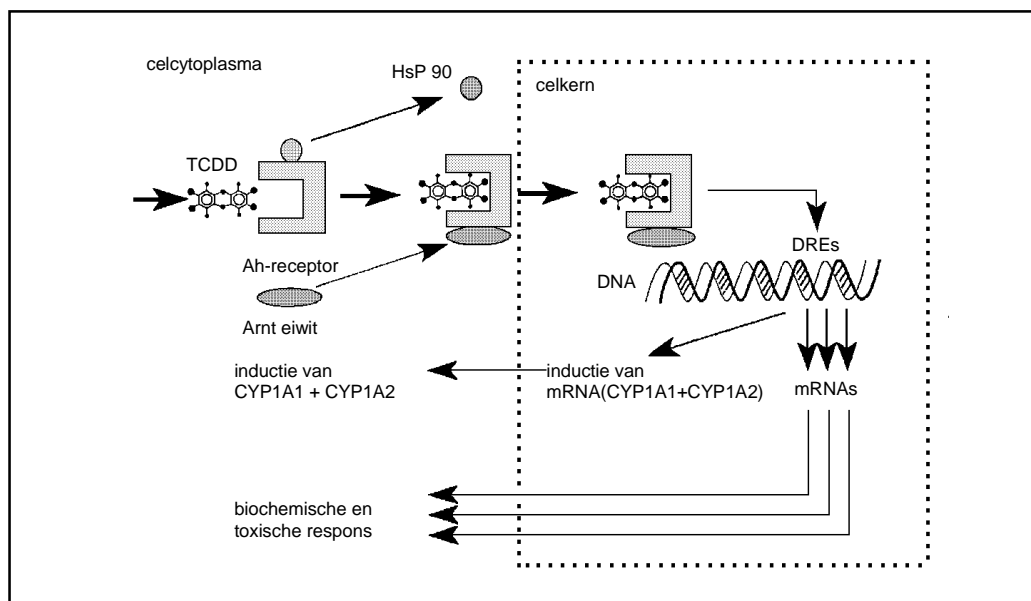 celcytoplasma
HsP 90
celkern
TCDD
Ah-receptor
Arnt eiwit
DREs
DNA
inductie van
CYP1A1 + CYP1A2
inductie van
mRNA(CYP1A1+CYP1A2)
mRNAs
biochemische en
toxische respons